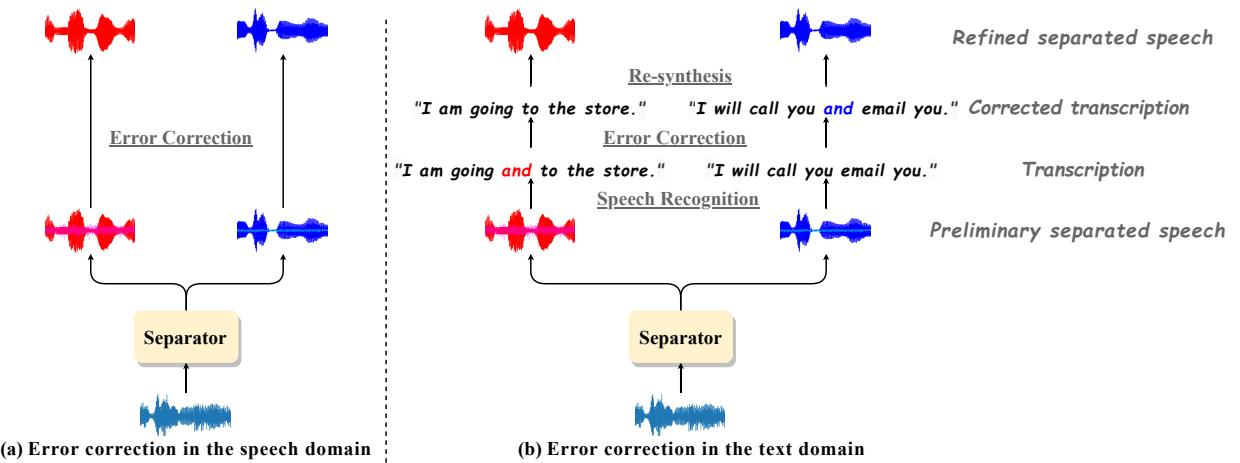 Refined separated speech
Re-synthesis
"I am going to the store." "I will call you and email you." Corrected transcription
Error Correction Error Correction
"I am going and to the store." "I will call you email you." Transcription
Speech Recognition
Preliminary separated speech
Separator Separator
(a) Error correction in the speech domain (b) Error correction in the text domain